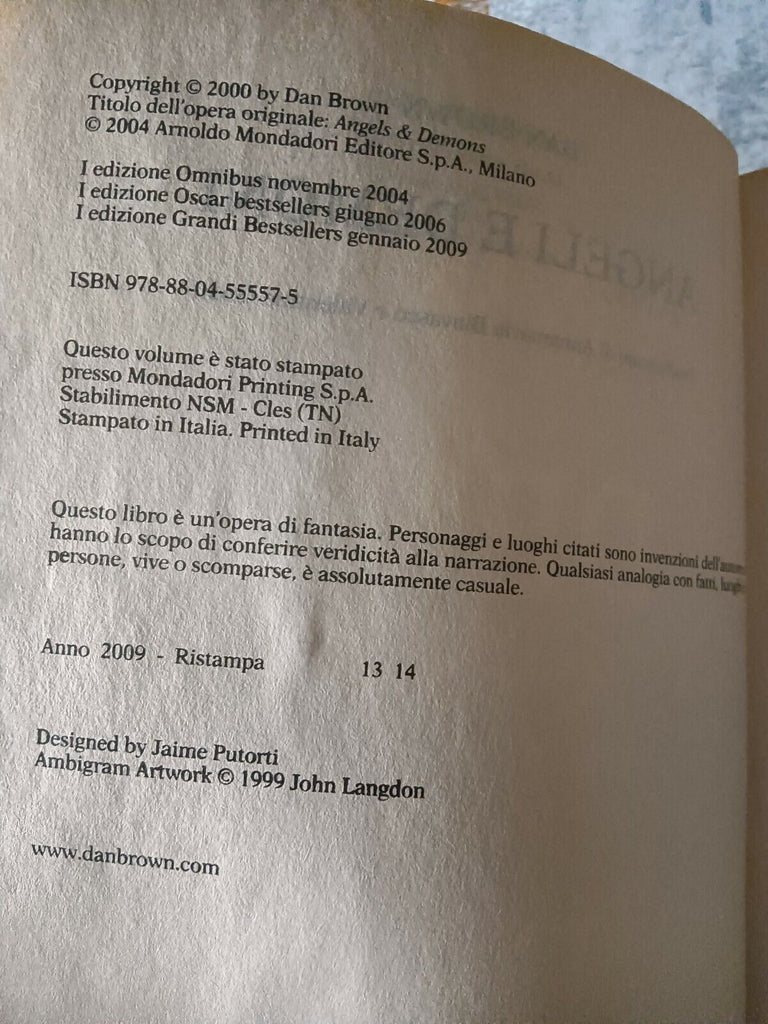 Copyright © 2000 by Dan Brown
Titolo dell'opera originale: Angels & Demons
© 2004 Arnoldo Mondadori Editore S.p.A., Milano
I edizione Omnibus novembre 2004
I edizione Oscar bestsellers giugno 2006
I edizione Grandi Bestsellers gennaio 2009
ISBN 978-88-04-55557-5
Questo volume è stato stampato
presso Mondadori Printing S.p.A.
Stabilimento NSM - Cles (TN)
Stampato in Italia. Printed in Italy
Questo libro è un'opera di fantasia. Personaggi e luoghi citati sono invenzioni
hanno lo scopo di conferire veridicità alla narrazione. Qualsiasi analogia con fatti,
persone, vive o scomparse, è assolutamente casuale.
Anno 2009 - Ristampa 13 14
Designed by Jaime Putorti
Ambigram Artwork © 1999 John Langdon
www.danbrown.com